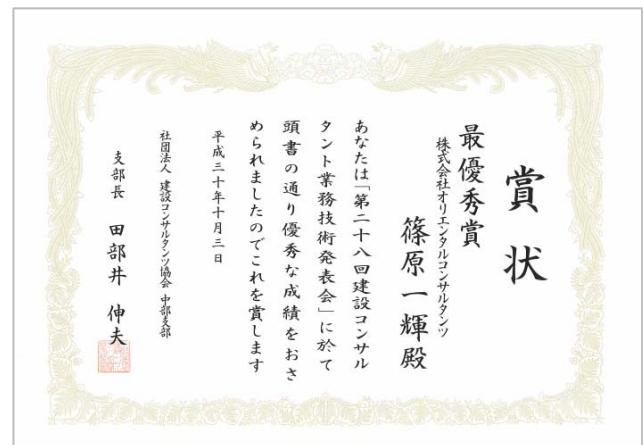 賞状
最優秀賞
株式会社オリエンタルコンサルタンツ
篠原一輝殿
あなたは「第二十八回建設コンサル
タント業務技術発表会」に於て
頭書の通り優秀な成績をおさ
められましたのでこれを賞します
平成三十年十月三日
社団法人 建設コンサルタンツ協会 中部支部
支部長 田部井伸夫